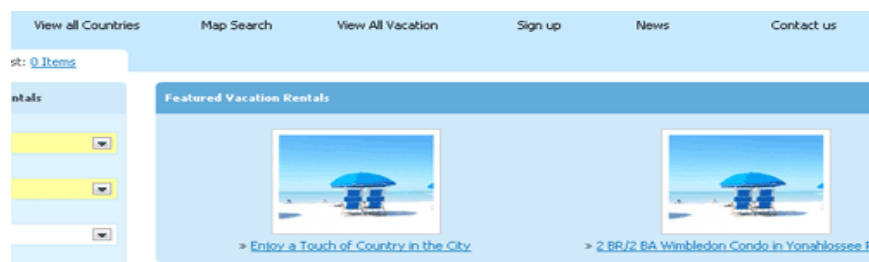 View all Countries Map Search View All Vacation Sign up News Contact us
st: 0 Items
ntals
Featured Vacation Rentals
» Enjoy a Touch of Country in the City
» 2 BR/2 BA Wimbledon Condo in Yonahlossee